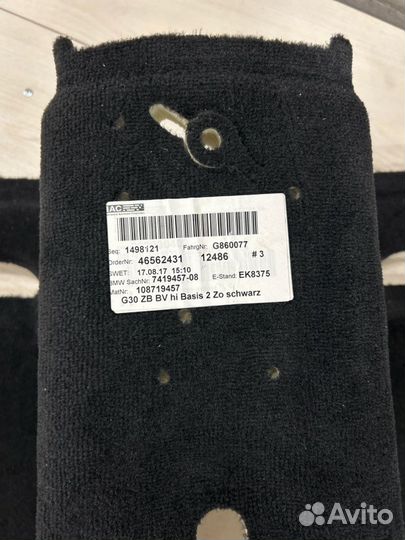 IAC
Seq: 1498121 FahrgNr: G860077
OrderNr: 46562431 12486 # 3
SWET: 17.08.17 15:10 E-Stand: EK8375
BMW SachNr: 7419457-08
MatNr: 108719457
G30 ZB BV hi Basis 2 Zo schwarz
Avito